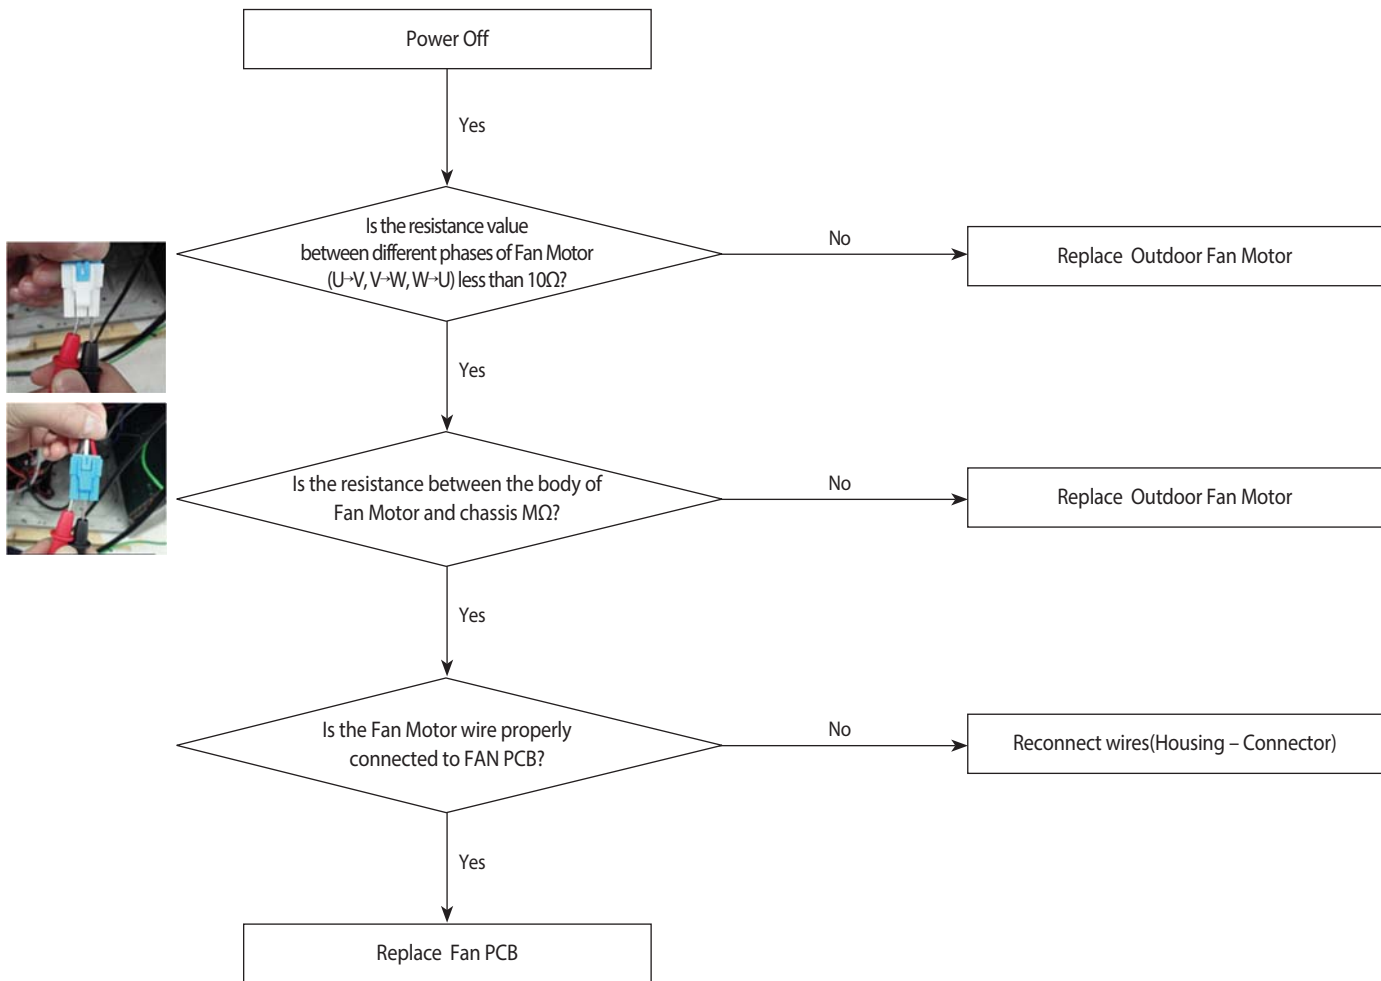 Power Off
Yes
Is the resistance value
between different phases of Fan Motor
(U→V, V→W, W→U) less than 10Ω?
No
Replace Outdoor Fan Motor
Yes
Is the resistance between the body of
Fan Motor and chassis MΩ?
No
Replace Outdoor Fan Motor
Yes
Is the Fan Motor wire properly
connected to FAN PCB?
No
Reconnect wires(Housing – Connector)
Yes
Replace Fan PCB